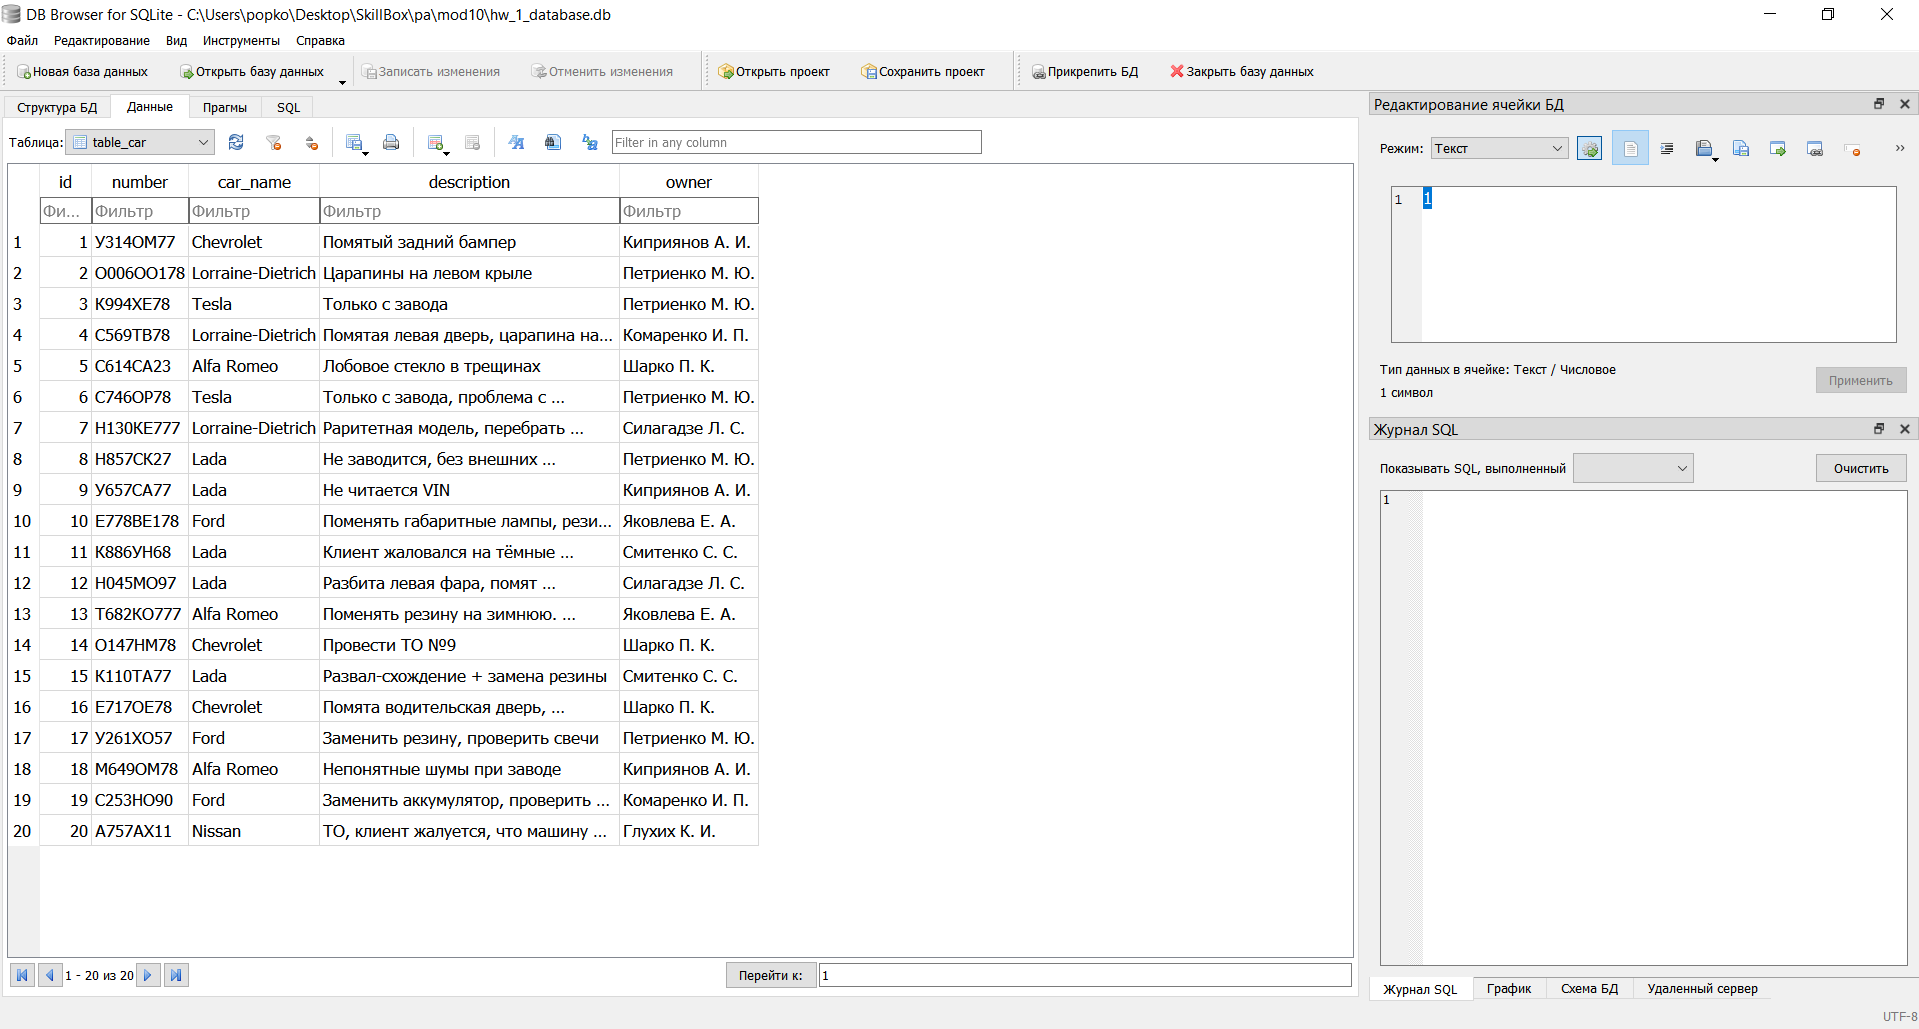 DB Browser for SQLite - C:\Users\popko\Desktop\SkillBox\pa\mod10\hw_1_database.db
Файл Редактирование Вид Инструменты Справка
Новая база данных Открыть базу данных Записать изменения Отменить изменения Открыть проект Сохранить проект Прикрепить БД Закрыть базу данных
Структура БД Данные Прагмы SQL
Таблица: table_car Filter in any column
id number car_name description owner
Фи... Фильтр Фильтр Фильтр Фильтр
1 1 У314ОМ77 Chevrolet Помятый задний бампер Киприянов А. И.
2 2 О006ОО178 Lorraine-Dietrich Царапины на левом крыле Петриенко М. Ю.
3 3 К994ХЕ78 Tesla Только с завода Петриенко М. Ю.
4 4 С569ТВ78 Lorraine-Dietrich Помятая левая дверь, царапина на... Комаренко И. П.
5 5 С614СА23 Alfa Romeo Лобовое стекло в трещинах Шарко П. К.
6 6 С746ОР78 Tesla Только с завода, проблема с ... Петриенко М. Ю.
7 7 Н130КЕ777 Lorraine-Dietrich Раритетная модель, перебрать ... Силагадзе Л. С.
8 8 Н857СК27 Lada Не заводится, без внешних ... Петриенко М. Ю.
9 9 У657СА77 Lada Не читается VIN Киприянов А. И.
10 10 Е778ВЕ178 Ford Поменять габаритные лампы, рези... Яковлева Е. А.
11 11 К886УН68 Lada Клиент жаловался на тёмные ... Смитенко С. С.
12 12 Н045МО97 Lada Разбита левая фара, помят ... Силагадзе Л. С.
13 13 Т682КО777 Alfa Romeo Поменять резину на зимнюю. ... Яковлева Е. А.
14 14 О147НМ78 Chevrolet Провести ТО №9 Шарко П. К.
15 15 К110ТА77 Lada Развал-схождение + замена резины Смитенко С. С.
16 16 Е717ОЕ78 Chevrolet Помята водительская дверь, ... Шарко П. К.
17 17 У261ХО57 Ford Заменить резину, проверить свечи Петриенко М. Ю.
18 18 М649ОМ78 Alfa Romeo Непонятные шумы при заводе Киприянов А. И.
19 19 С253НО90 Ford Заменить аккумулятор, проверить ... Комаренко И. П.
20 20 А757АХ11 Nissan ТО, клиент жалуется, что машину ... Глухих К. И.
1 - 20 из 20 Перейти к: 1
Редактирование ячейки БД
Режим: Текст
1 1
Тип данных в ячейке: Текст / Числовое
1 символ
Применить
Журнал SQL
Показывать SQL, выполненный Очистить
1
Журнал SQL График Схема БД Удаленный сервер
UTF-8